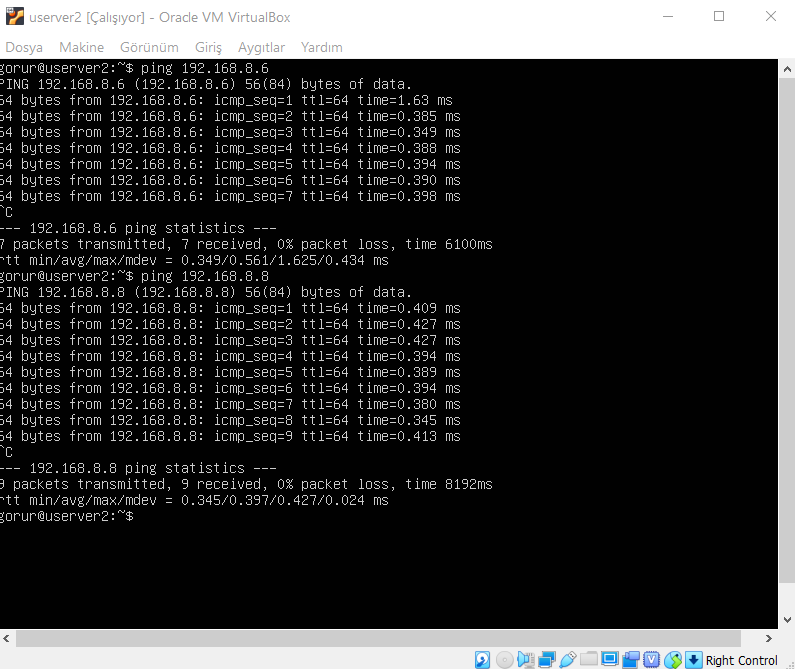 userver2 [Çalışıyor] - Oracle VM VirtualBox
Dosya Makine Görünüm Giriş Aygıtlar Yardım
gorur@userver2:~$ ping 192.168.8.6
PING 192.168.8.6 (192.168.8.6) 56(84) bytes of data.
64 bytes from 192.168.8.6: icmp_seq=1 ttl=64 time=1.63 ms
64 bytes from 192.168.8.6: icmp_seq=2 ttl=64 time=0.385 ms
64 bytes from 192.168.8.6: icmp_seq=3 ttl=64 time=0.349 ms
64 bytes from 192.168.8.6: icmp_seq=4 ttl=64 time=0.388 ms
64 bytes from 192.168.8.6: icmp_seq=5 ttl=64 time=0.394 ms
64 bytes from 192.168.8.6: icmp_seq=6 ttl=64 time=0.390 ms
64 bytes from 192.168.8.6: icmp_seq=7 ttl=64 time=0.398 ms
^C
--- 192.168.8.6 ping statistics ---
7 packets transmitted, 7 received, 0% packet loss, time 6100ms
rtt min/avg/max/mdev = 0.349/0.561/1.625/0.434 ms
gorur@userver2:~$ ping 192.168.8.8
PING 192.168.8.8 (192.168.8.8) 56(84) bytes of data.
64 bytes from 192.168.8.8: icmp_seq=1 ttl=64 time=0.409 ms
64 bytes from 192.168.8.8: icmp_seq=2 ttl=64 time=0.427 ms
64 bytes from 192.168.8.8: icmp_seq=3 ttl=64 time=0.427 ms
64 bytes from 192.168.8.8: icmp_seq=4 ttl=64 time=0.394 ms
64 bytes from 192.168.8.8: icmp_seq=5 ttl=64 time=0.389 ms
64 bytes from 192.168.8.8: icmp_seq=6 ttl=64 time=0.394 ms
64 bytes from 192.168.8.8: icmp_seq=7 ttl=64 time=0.380 ms
64 bytes from 192.168.8.8: icmp_seq=8 ttl=64 time=0.345 ms
64 bytes from 192.168.8.8: icmp_seq=9 ttl=64 time=0.413 ms
^C
--- 192.168.8.8 ping statistics ---
9 packets transmitted, 9 received, 0% packet loss, time 8192ms
rtt min/avg/max/mdev = 0.345/0.397/0.427/0.024 ms
gorur@userver2:~$
Right Control